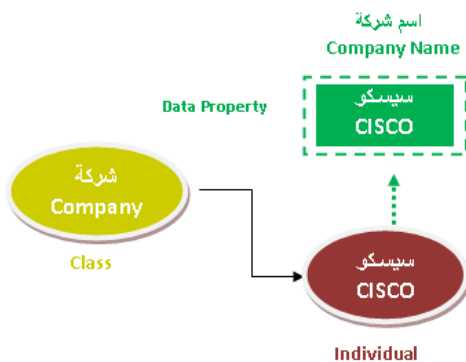 اسم شركة
Company Name
Data Property
سيسكو
CISCO
شركة
Company
Class
سيسكو
CISCO
Individual